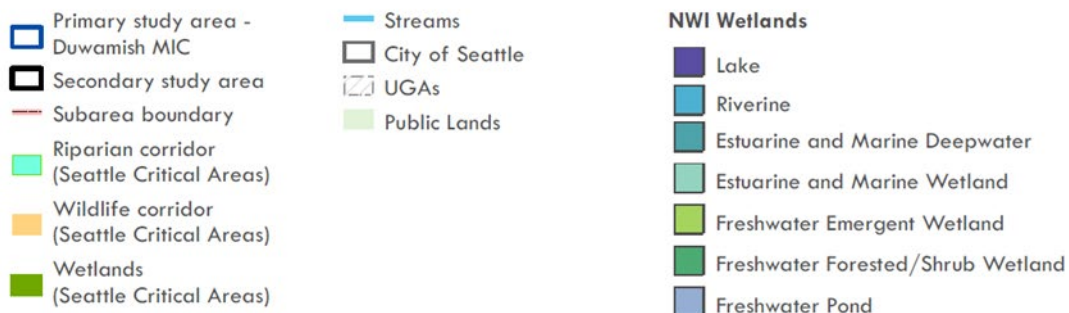 Primary study area -
Duwamish MIC
Secondary study area
Subarea boundary
Riparian corridor
(Seattle Critical Areas)
Wildlife corridor
(Seattle Critical Areas)
Wetlands
(Seattle Critical Areas)
Streams
City of Seattle
UGAs
Public Lands
NWI Wetlands
Lake
Riverine
Estuarine and Marine Deepwater
Estuarine and Marine Wetland
Freshwater Emergent Wetland
Freshwater Forested/Shrub Wetland
Freshwater Pond